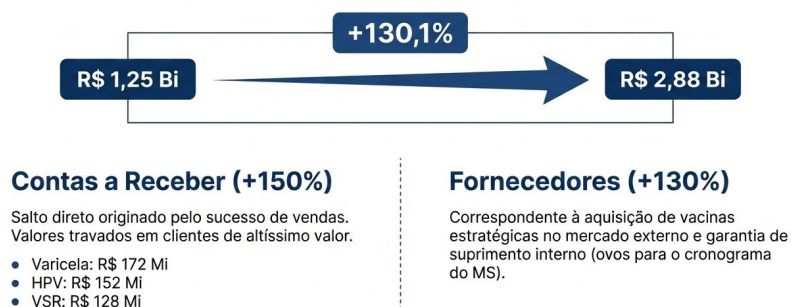 +130,1%
R$ 1,25 Bi
R$ 2,88 Bi
Contas a Receber (+150%)
Salto direto originado pelo sucesso de vendas.
Valores travados em clientes de altíssimo valor.
• Varicela: R$ 172 Mi
• HPV: R$ 152 Mi
• VSR: R$ 128 Mi
Fornecedores (+130%)
Correspondente à aquisição de vacinas
estratégicas no mercado externo e garantia de
suprimento interno (ovos para o cronograma
do MS).